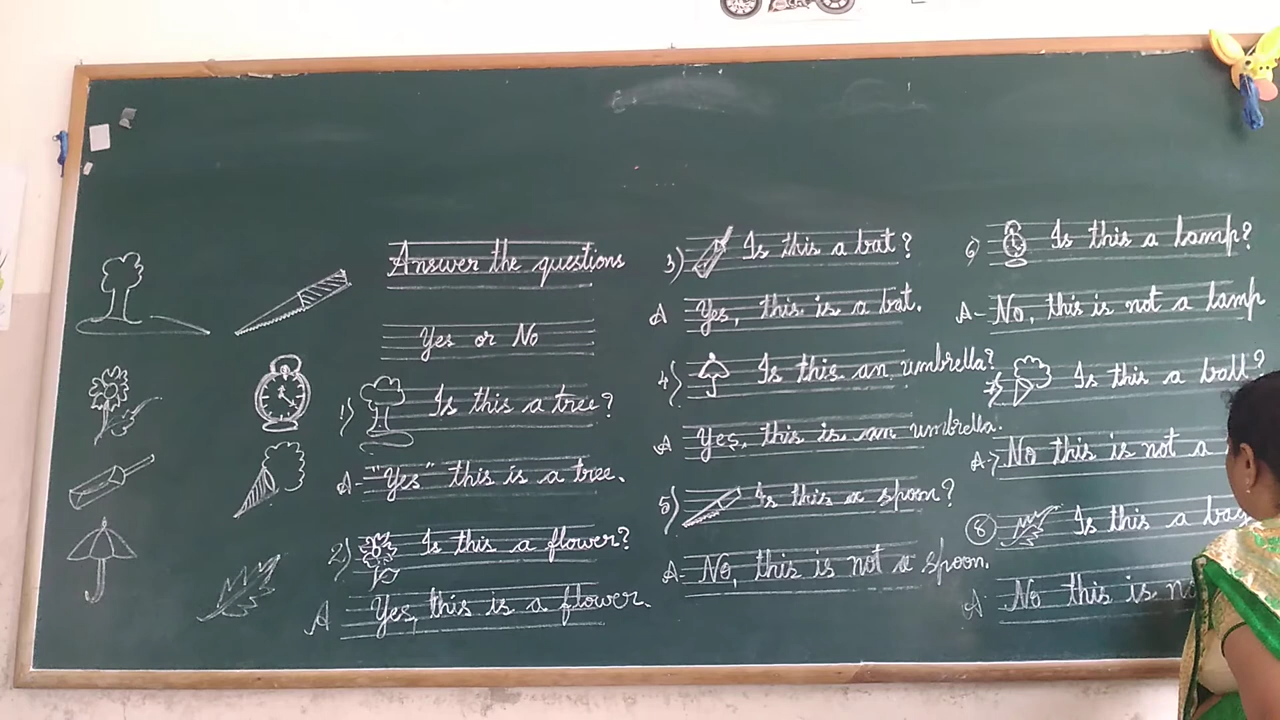 Answer the questions
Yes or No
1) Is this a tree?
A- "Yes" this is a tree.
2) Is this a flower?
A Yes, this is a flower.
3) Is this a bat?
A Yes, this is a bat.
4) Is this an umbrella?
A Yes, this is an umbrella.
5) Is this a spoon?
A- No, this is not a spoon.
6) Is this a lamp?
A- No, this is not a lamp
7) Is this a ball?
A-7 No this is not a
8 Is this a
A No this is